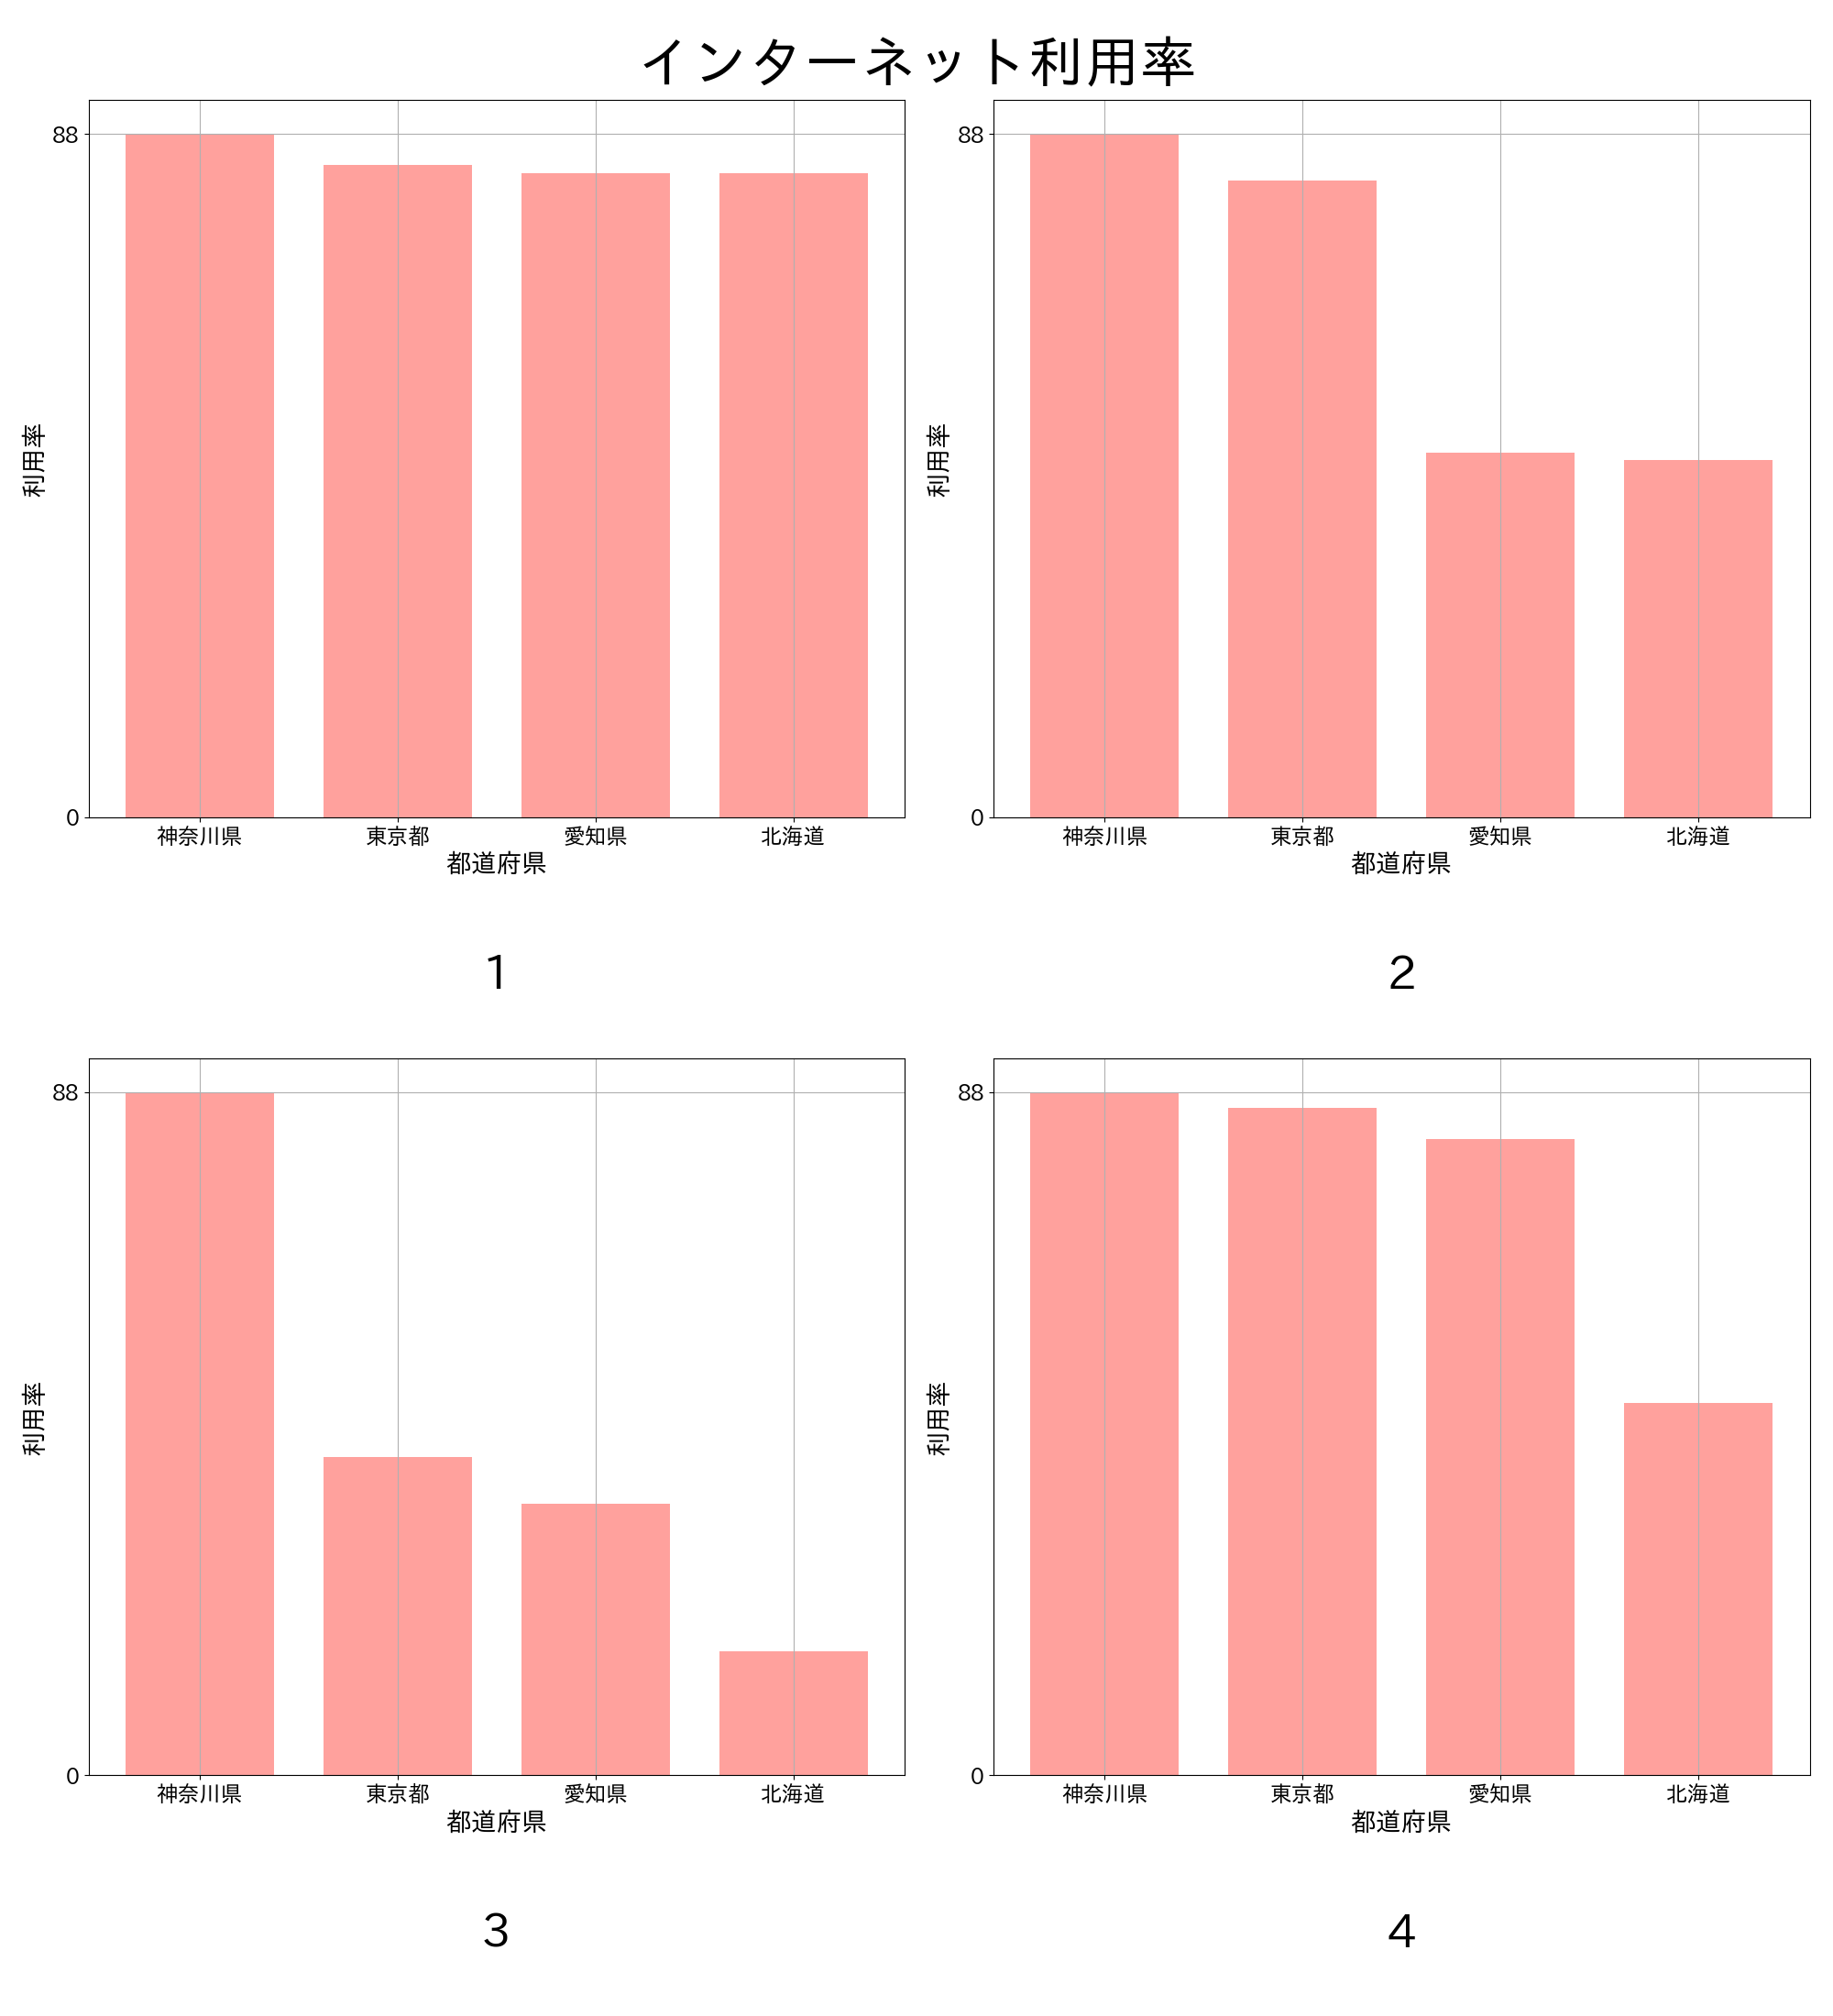 インターネット利用率
88
0
利用率
神奈川県 東京都 愛知県 北海道
都道府県
1
88
0
利用率
神奈川県 東京都 愛知県 北海道
都道府県
2
88
0
利用率
神奈川県 東京都 愛知県 北海道
都道府県
3
88
0
利用率
神奈川県 東京都 愛知県 北海道
都道府県
4